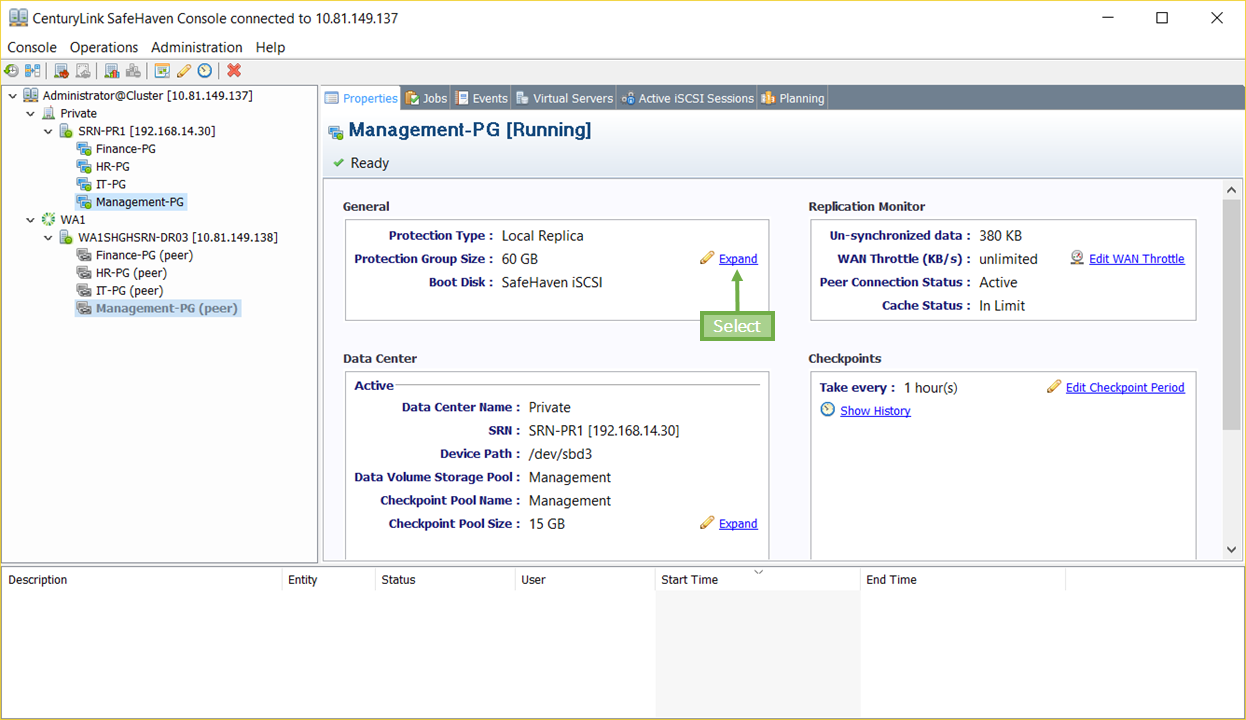 CenturyLink SafeHaven Console connected to 10.81.149.137
Console Operations Administration Help
Administrator@Cluster [10.81.149.137]
Private
SRN-PR1 [192.168.14.30]
Finance-PG
HR-PG
IT-PG
Management-PG
WA1
WA1SHGHSRN-DR03 [10.81.149.138]
Finance-PG (peer)
HR-PG (peer)
IT-PG (peer)
Management-PG (peer)
Properties Jobs Events Virtual Servers Active iSCSI Sessions Planning
Management-PG [Running]
Ready
General
Protection Type : Local Replica
Protection Group Size : 60 GB Expand
Boot Disk : SafeHaven iSCSI
Select
Replication Monitor
Un-synchronized data : 380 KB
WAN Throttle (KB/s) : unlimited Edit WAN Throttle
Peer Connection Status : Active
Cache Status : In Limit
Data Center
Active
Data Center Name : Private
SRN : SRN-PR1 [192.168.14.30]
Device Path : /dev/sbd3
Data Volume Storage Pool : Management
Checkpoint Pool Name : Management
Checkpoint Pool Size : 15 GB Expand
Checkpoints
Take every : 1 hour(s) Edit Checkpoint Period
Show History
Description Entity Status User Start Time End Time